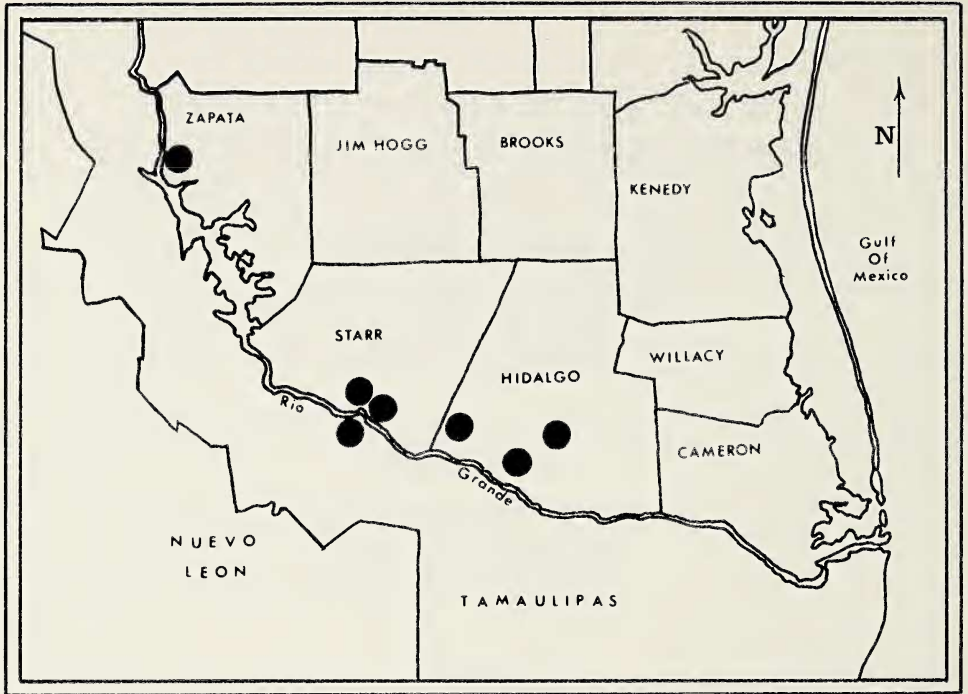 ZAPATA
JIM HOGG
BROOKS
KENEDY
N
Gulf
Of
Mexico
STARR
HIDALGO
WILLACY
CAMERON
Rio
Grande
NUEVO
LEON
TAMAULIPAS